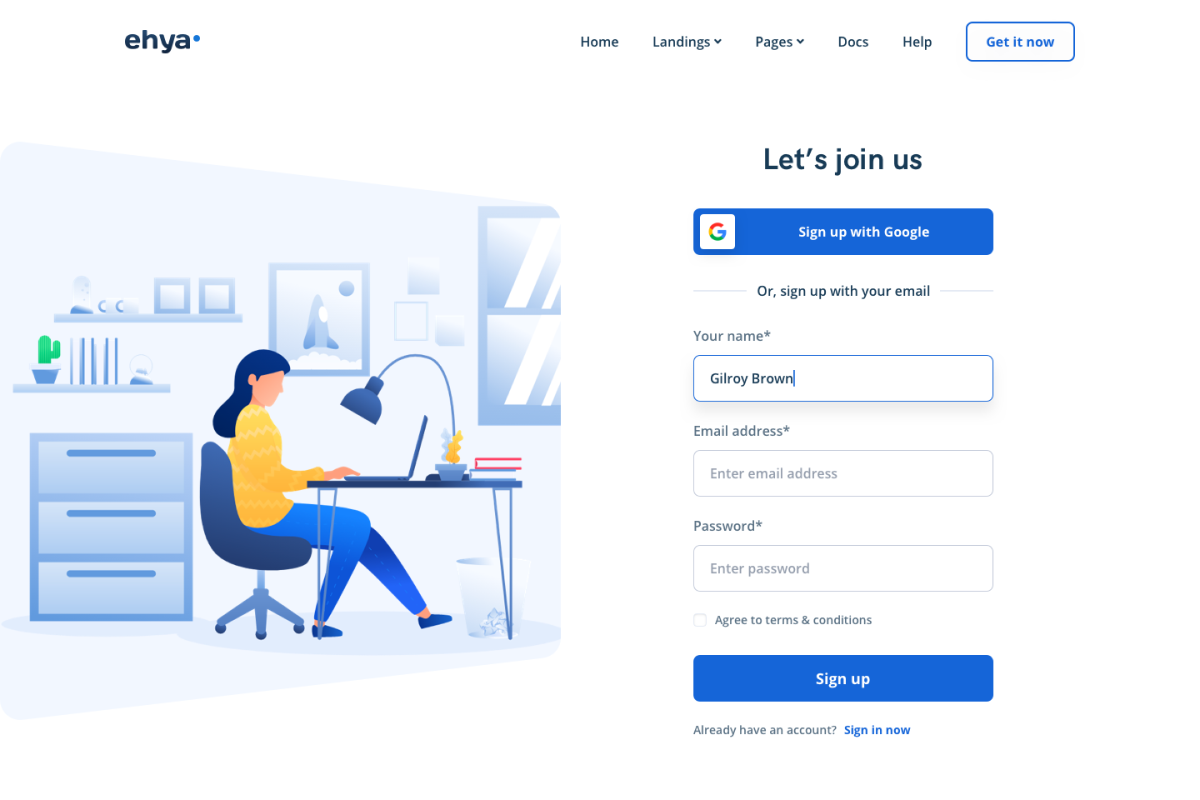 ehya
Home Landings Pages Docs Help Get it now
Let’s join us
Sign up with Google
Or, sign up with your email
Your name*
Gilroy Brown
Email address*
Enter email address
Password*
Enter password
Agree to terms & conditions
Sign up
Already have an account? Sign in now